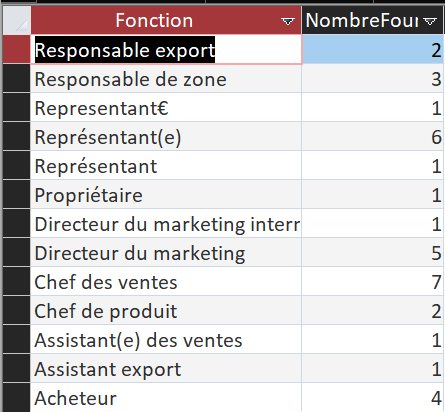 Fonction NombreFour
Responsable export 2
Responsable de zone 3
Representant€ 1
Représentant(e) 6
Représentant 1
Propriétaire 1
Directeur du marketing interr 1
Directeur du marketing 5
Chef des ventes 7
Chef de produit 2
Assistant(e) des ventes 1
Assistant export 1
Acheteur 4